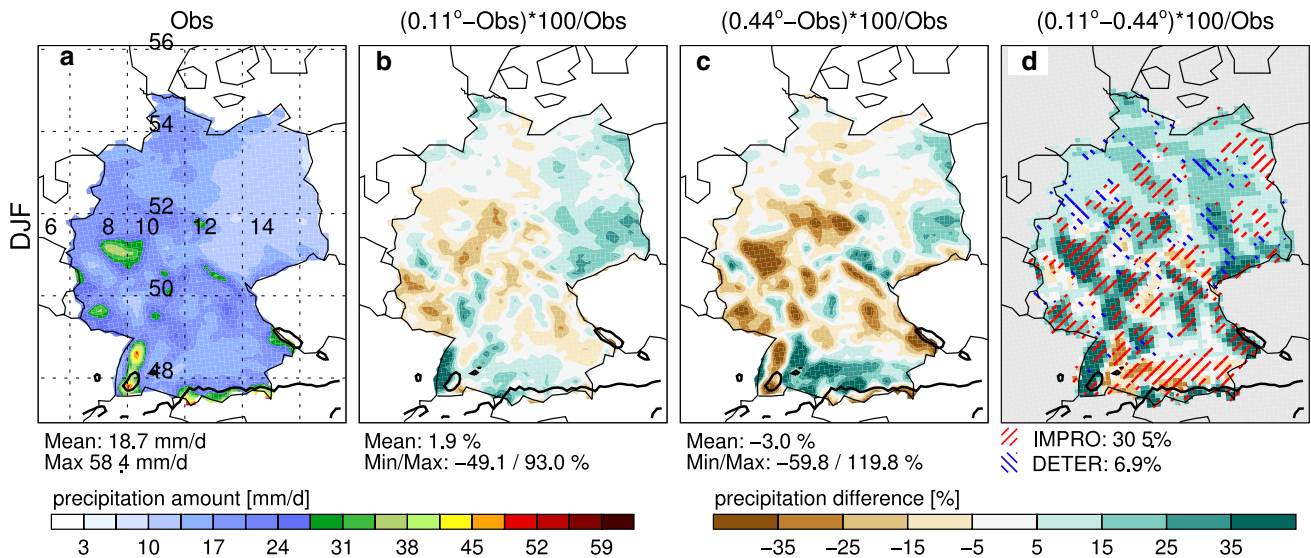 Obs
(0.11°−Obs)*100/Obs
(0.44°−Obs)*100/Obs
(0.11°−0.44°)*100/Obs
a
b
c
d
56
54
52
6 8 10 12 14
50
48
DJF
Mean: 18.7 mm/d
Max 58.4 mm/d
Mean: 1.9 %
Min/Max: −49.1 / 93.0 %
Mean: −3.0 %
Min/Max: −59.8 / 119.8 %
IMPRO: 30 5%
DETER: 6.9%
precipitation amount [mm/d]
3 10 17 24 31 38 45 52 59
precipitation difference [%]
−35 −25 −15 −5 5 15 25 35